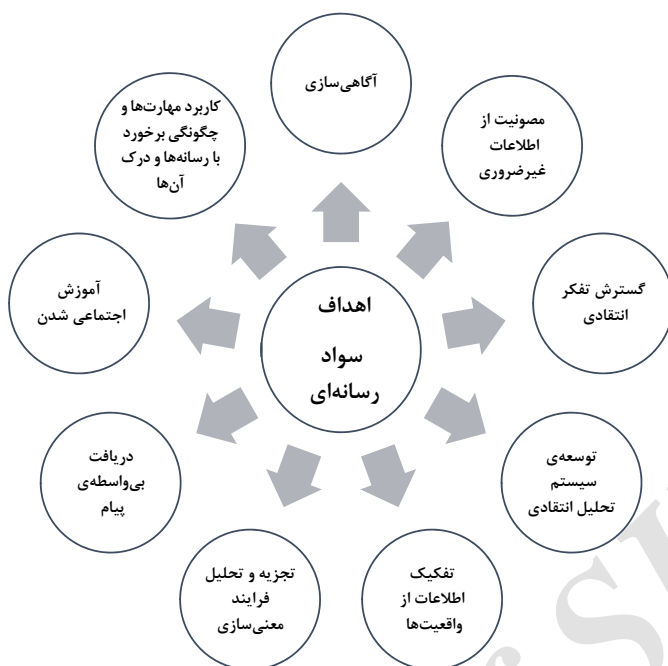 آگاهی‌سازی
مصونیت از
اطلاعات
غیرضروری
گسترش تفکر
انتقادی
توسعه‌ی
سیستم
تحلیل انتقادی
تفکیک
اطلاعات از
واقعیت‌ها
تجزیه و تحلیل
فرایند
معنی‌سازی
دریافت
بی‌واسطه‌ی
پیام
آموزش
اجتماعی شدن
کاربرد مهارت‌ها و
چگونگی برخورد
با رسانه‌ها و درک
آن‌ها
اهداف
سواد
رسانه‌ای